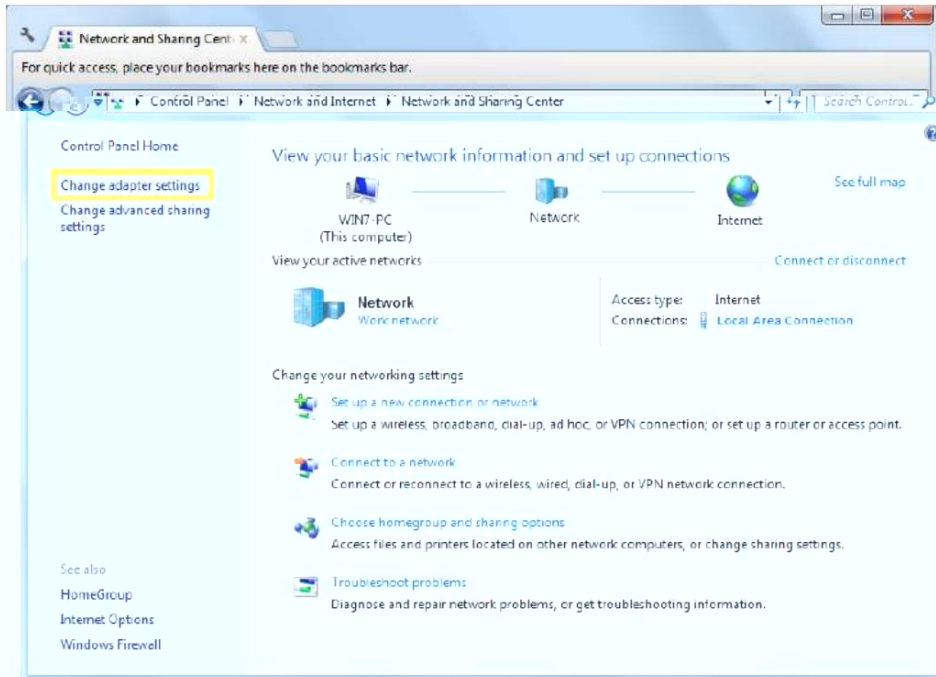 Network and Sharing Cent
For quick access, place your bookmarks here on the bookmarks bar.
Control Panel Network and Internet Network and Sharing Center Search Control...
Control Panel Home
Change adapter settings
Change advanced sharing
settings
View your basic network information and set up connections
See full map
WIN7-PC
(This computer)
Network
Internet
View your active networks
Connect or disconnect
Network
Work network
Access type: Internet
Connections: Local Area Connection
Change your networking settings
Set up a new connection or network
Set up a wireless, broadband, dial-up, ad hoc, or VPN connection; or set up a router or access point.
Connect to a network
Connect or reconnect to a wireless, wired, dial-up, or VPN network connection.
Choose homegroup and sharing options
Access files and printers located on other network computers, or change sharing settings.
Troubleshoot problems
Diagnose and repair network problems, or get troubleshooting information.
See also
HomeGroup
Internet Options
Windows Firewall